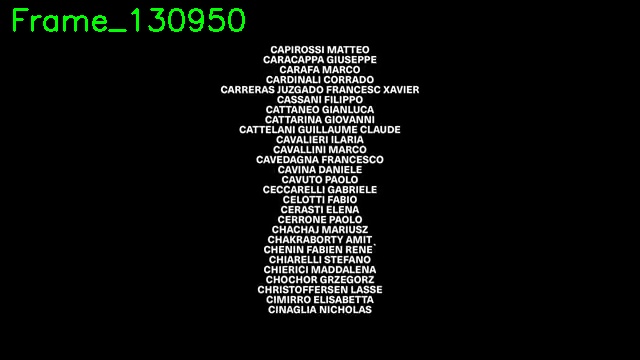 Frame_130950
CAPIROSSI MATTEO
CARACAPPA GIUSEPPE
CARAFA MARCO
CARDINALI CORRADO
CARRERAS JUZGADO FRANCESC XAVIER
CASSANI FILIPPO
CATTANEO GIANLUCA
CATTARINA GIOVANNI
CATTELANI GUILLAUME CLAUDE
CAVALIERI ILARIA
CAVALLINI MARCO
CAVEDAGNA FRANCESCO
CAVINA DANIELE
CAVUTO PAOLO
CECCARELLI GABRIELE
CELOTTI FABIO
CERASTI ELENA
CERRONE PAOLO
CHACHAJ MARIUSZ
CHAKRABORTY AMIT
CHENIN FABIEN RENE'
CHIARELLI STEFANO
CHIERICI MADDALENA
CHOCHOR GRZEGORZ
CHRISTOFFERSEN LASSE
CIMIRRO ELISABETTA
CINAGLIA NICHOLAS